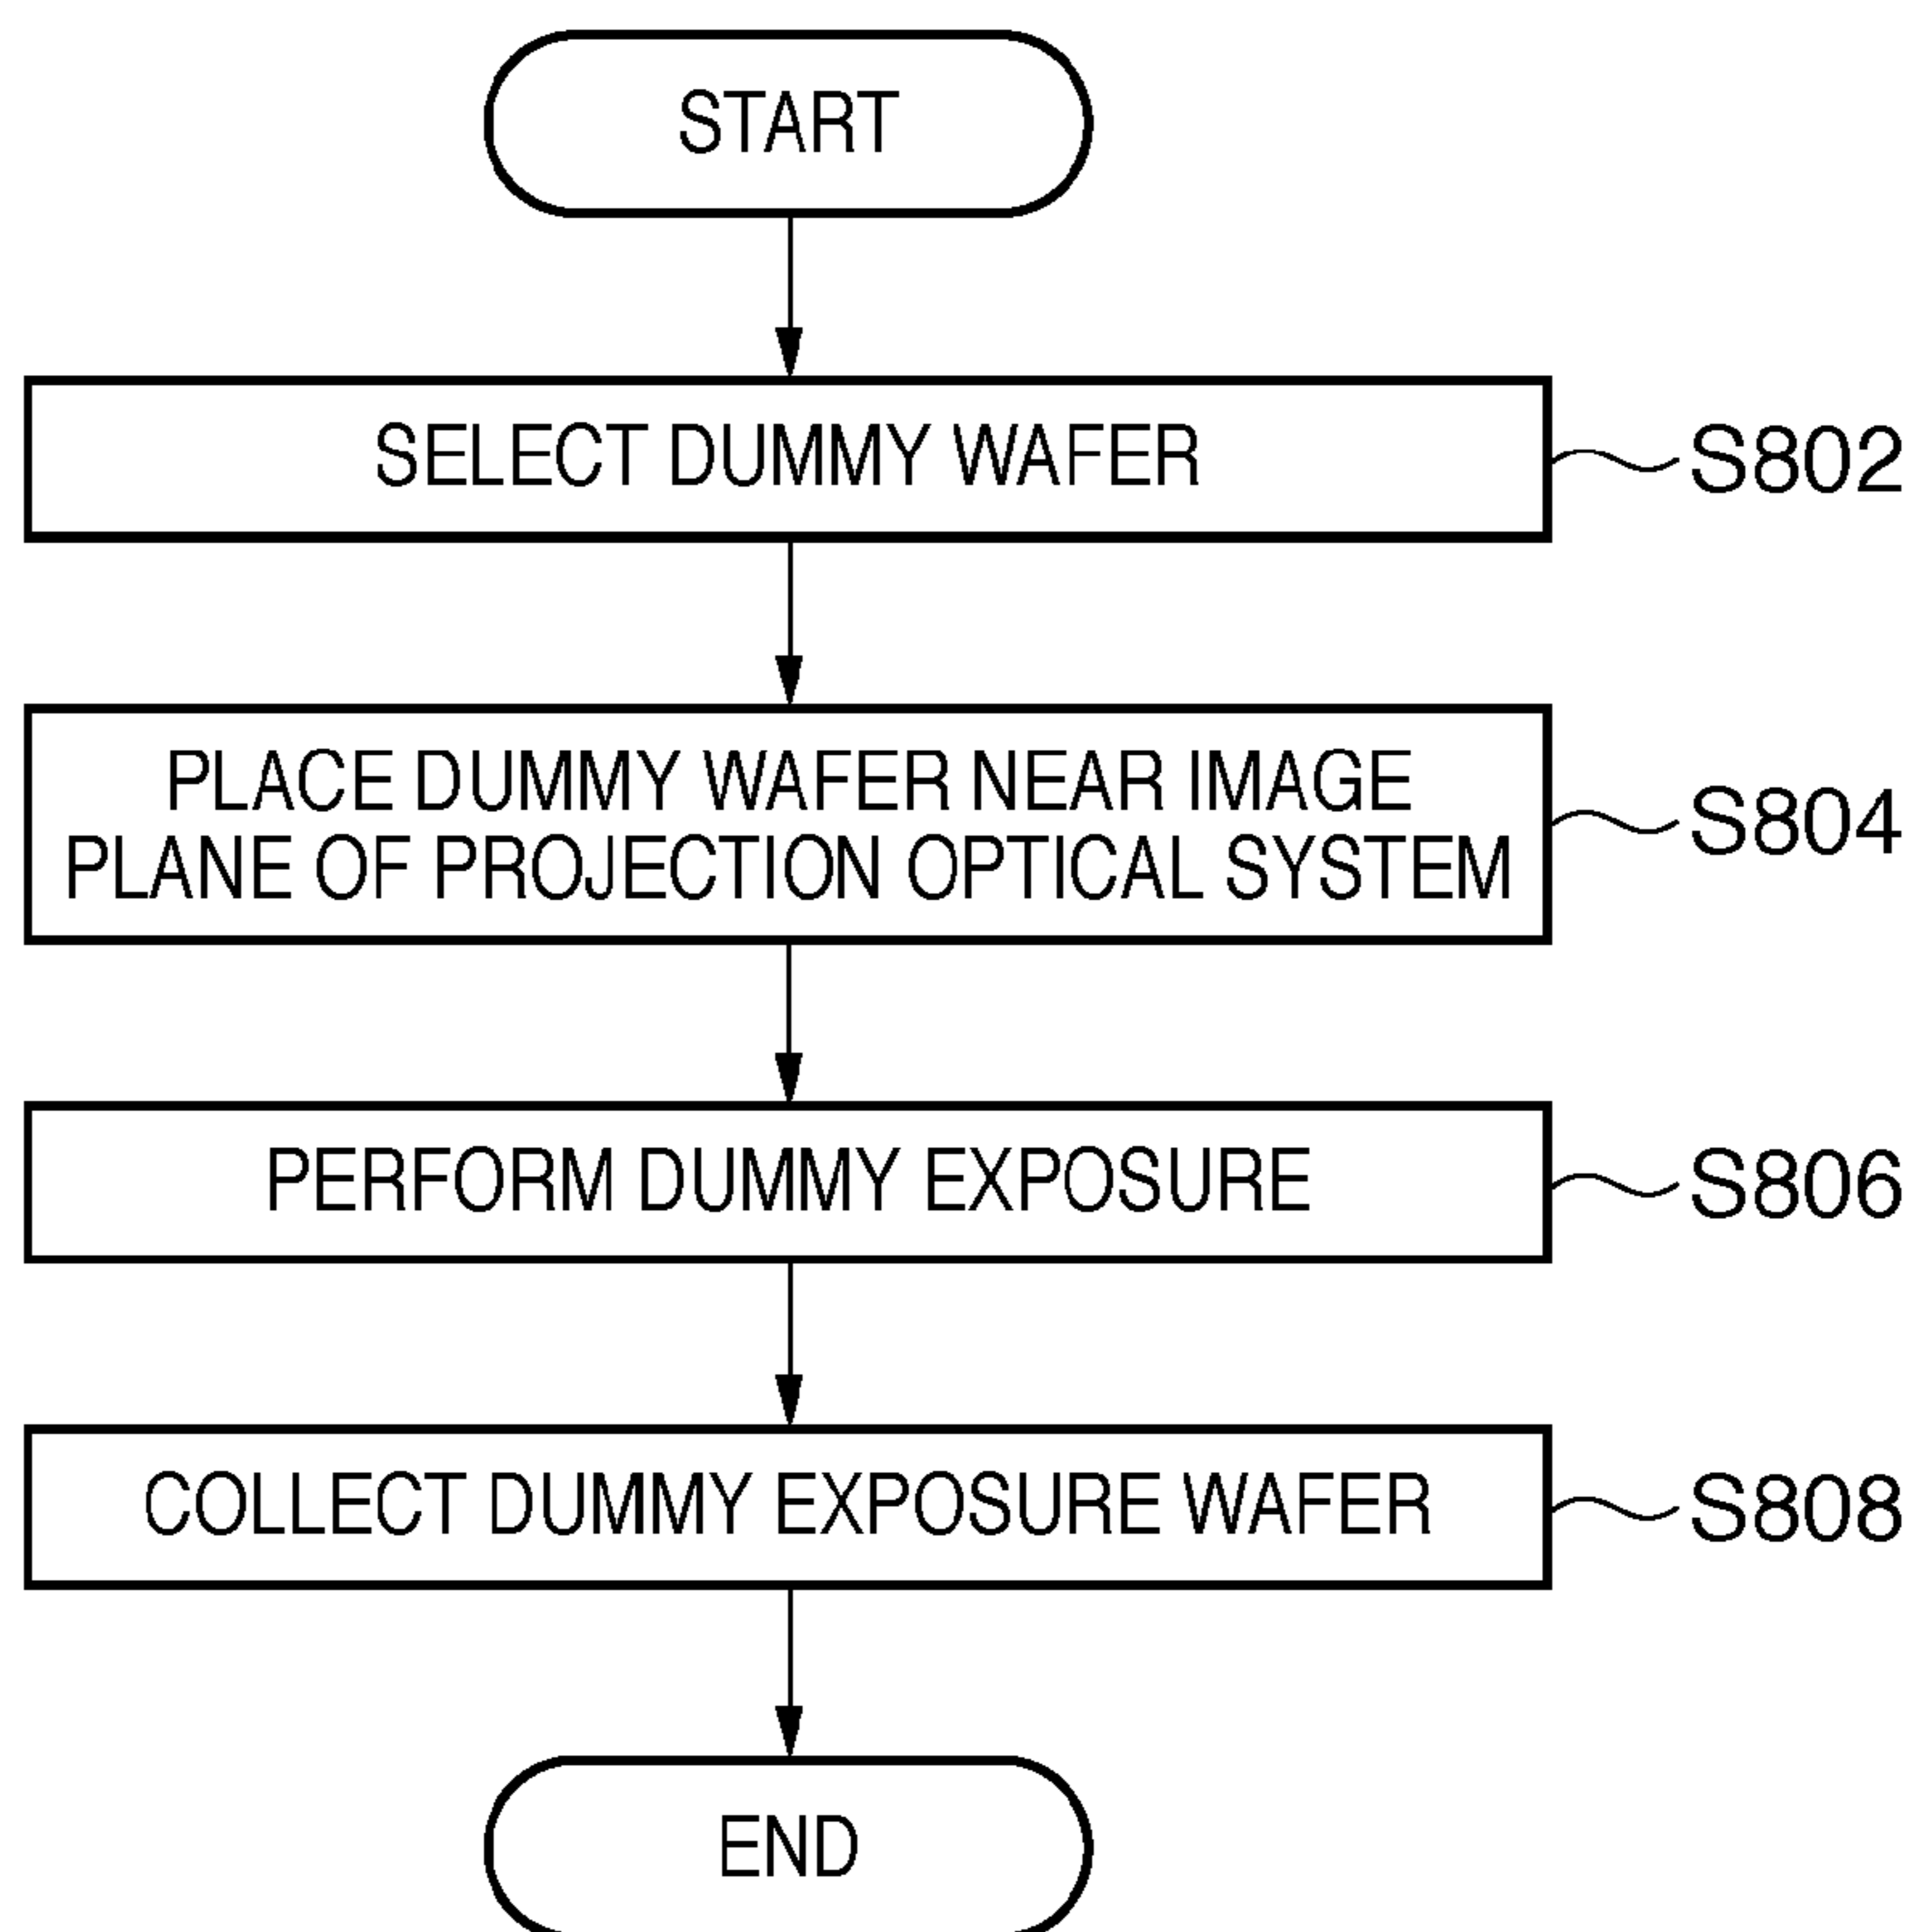 START
SELECT DUMMY WAFER
S802
PLACE DUMMY WAFER NEAR IMAGE
PLANE OF PROJECTION OPTICAL SYSTEM
S804
PERFORM DUMMY EXPOSURE
S806
COLLECT DUMMY EXPOSURE WAFER
S808
END